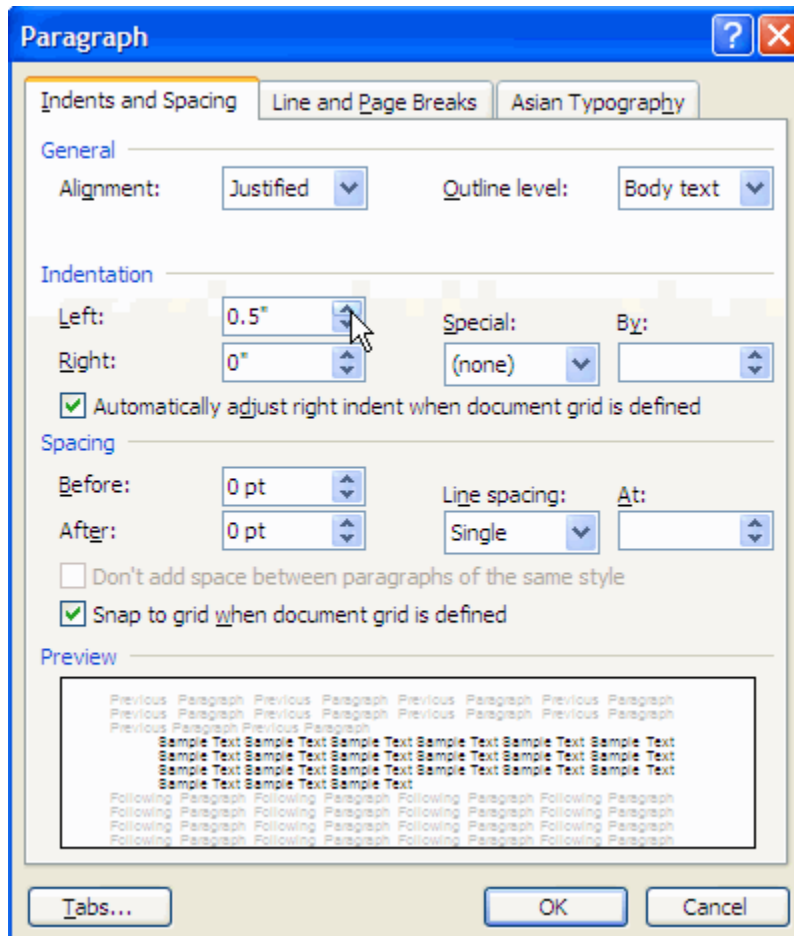 Paragraph
Indents and Spacing Line and Page Breaks Asian Typography
General
Alignment: Justified Outline level: Body text
Indentation
Left: 0.5" Special: By:
Right: 0" (none)
Automatically adjust right indent when document grid is defined
Spacing
Before: 0 pt Line spacing: At:
After: 0 pt Single
Don't add space between paragraphs of the same style
Snap to grid when document grid is defined
Preview
Previous Paragraph Previous Paragraph Previous Paragraph Previous Paragraph
Previous Paragraph Previous Paragraph Previous Paragraph Previous Paragraph
Previous Paragraph Previous Paragraph
Sample Text Sample Text Sample Text Sample Text Sample Text Sample Text
Sample Text Sample Text Sample Text Sample Text Sample Text Sample Text
Sample Text Sample Text Sample Text Sample Text Sample Text Sample Text
Sample Text Sample Text Sample Text
Following Paragraph Following Paragraph Following Paragraph Following Paragraph
Following Paragraph Following Paragraph Following Paragraph Following Paragraph
Following Paragraph Following Paragraph Following Paragraph Following Paragraph
Following Paragraph Following Paragraph Following Paragraph Following Paragraph
Tabs... OK Cancel